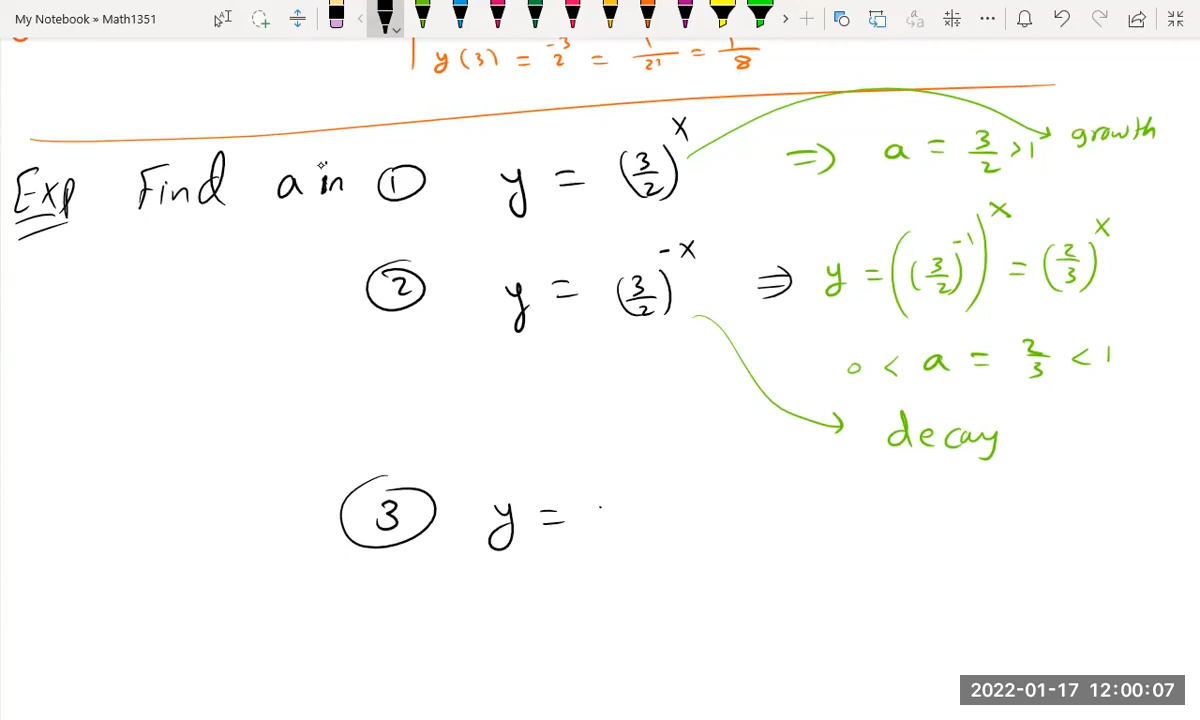 My Notebook » Math1351
y(3) = 2^-3 = 1/2^3 = 1/8
Exp Find a in ① y = (3/2)^x ⇒ a = 3/2 > 1 growth
② y = (3/2)^-x ⇒ y = ((3/2)^-1)^x = (2/3)^x
0 < a = 2/3 < 1
decay
③ y =
2022-01-17 12:00:07